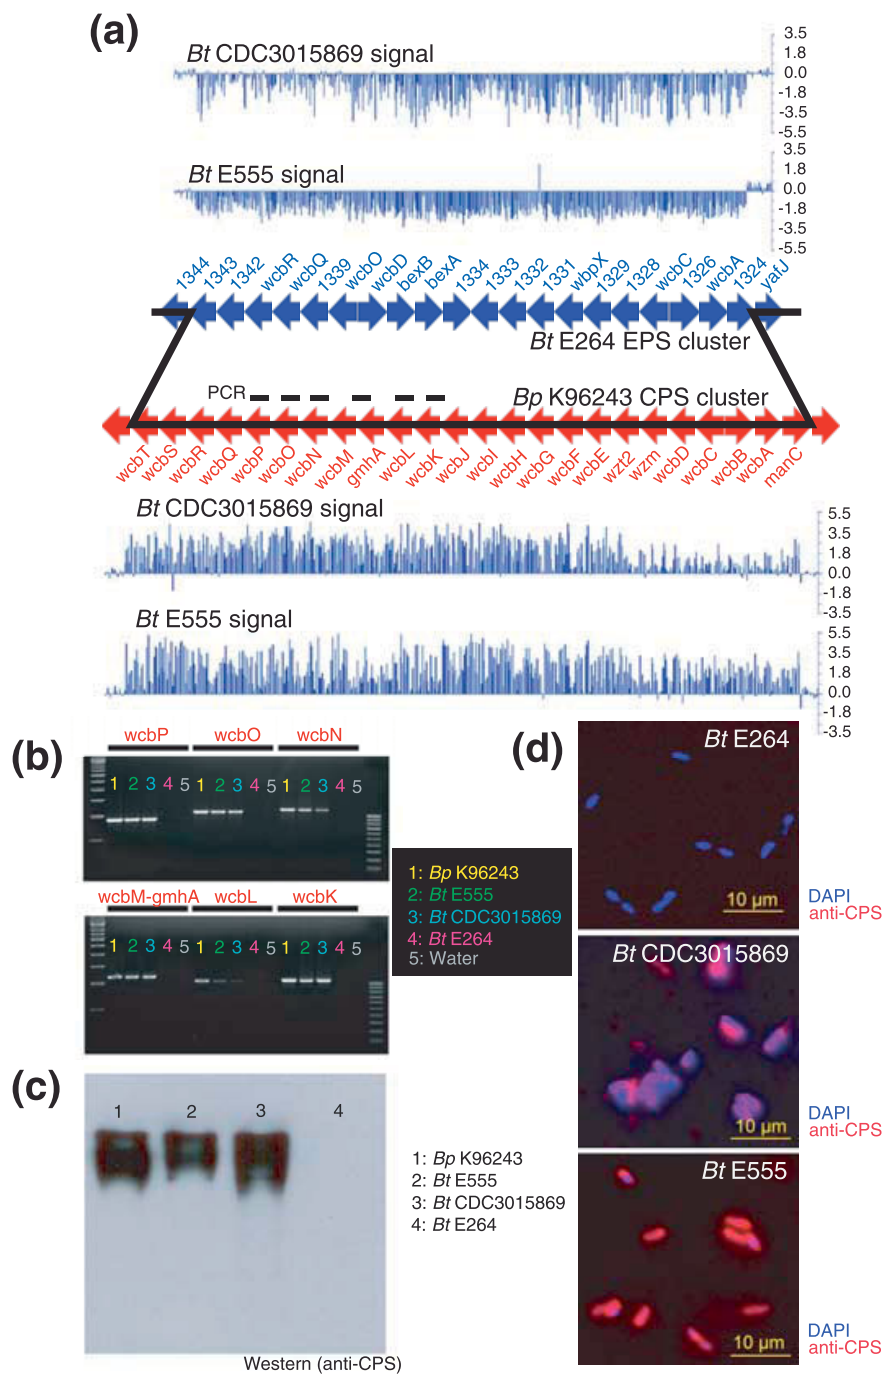 (a)
Bt CDC3015869 signal
3.5
1.8
0.0
-1.8
-3.5
-5.5
Bt E555 signal
3.5
1.8
0.0
-1.8
-3.5
-5.5
1344 1343 1342 wcbR wcbQ 1339 wcbO wcbD bexB bexA 1334 1333 1332 1331 wbpX 1329 1328 wcbC 1326 wcbA 1324 yafJ
Bt E264 EPS cluster
PCR
Bp K96243 CPS cluster
wcbT wcbS wcbR wcbQ wcbP wcbO wcbN wcbM gmhA wcbL wcbK wcbJ wcbI wcbH wcbG wcbF wcbE wzt2 wzm wcbD wcbC wcbB wcbA manC
Bt CDC3015869 signal
5.5
3.5
1.8
0.0
-1.8
-3.5
Bt E555 signal
5.5
3.5
1.8
0.0
-1.8
-3.5
(b)
wcbP wcbO wcbN
1 2 3 4 5 1 2 3 4 5 1 2 3 4 5
wcbM-gmhA wcbL wcbK
1 2 3 4 5 1 2 3 4 5 1 2 3 4 5
1: Bp K96243
2: Bt E555
3: Bt CDC3015869
4: Bt E264
5: Water
(c)
1 2 3 4
1: Bp K96243
2: Bt E555
3: Bt CDC3015869
4: Bt E264
Western (anti-CPS)
(d)
Bt E264
10 µm
DAPI
anti-CPS
Bt CDC3015869
10 µm
DAPI
anti-CPS
Bt E555
10 µm
DAPI
anti-CPS